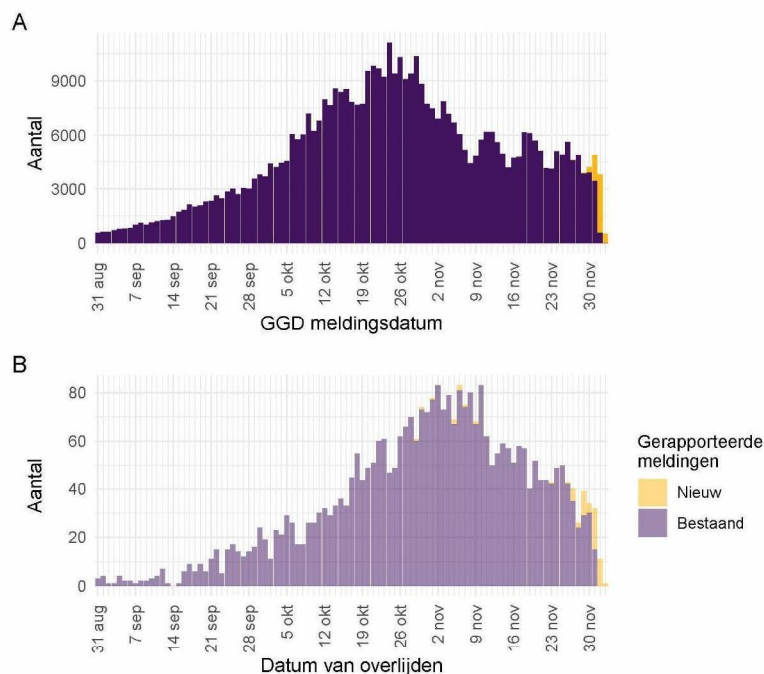 A
Aantal
9000
6000
3000
0
31 aug
7 sep
14 sep
21 sep
28 sep
5 okt
12 okt
19 okt
26 okt
2 nov
9 nov
16 nov
23 nov
30 nov
GGD meldingsdatum
B
Aantal
80
60
40
20
0
31 aug
7 sep
14 sep
21 sep
28 sep
5 okt
12 okt
19 okt
26 okt
2 nov
9 nov
16 nov
23 nov
30 nov
Datum van overlijden
Gerapporteerde
meldingen
Nieuw
Bestaand